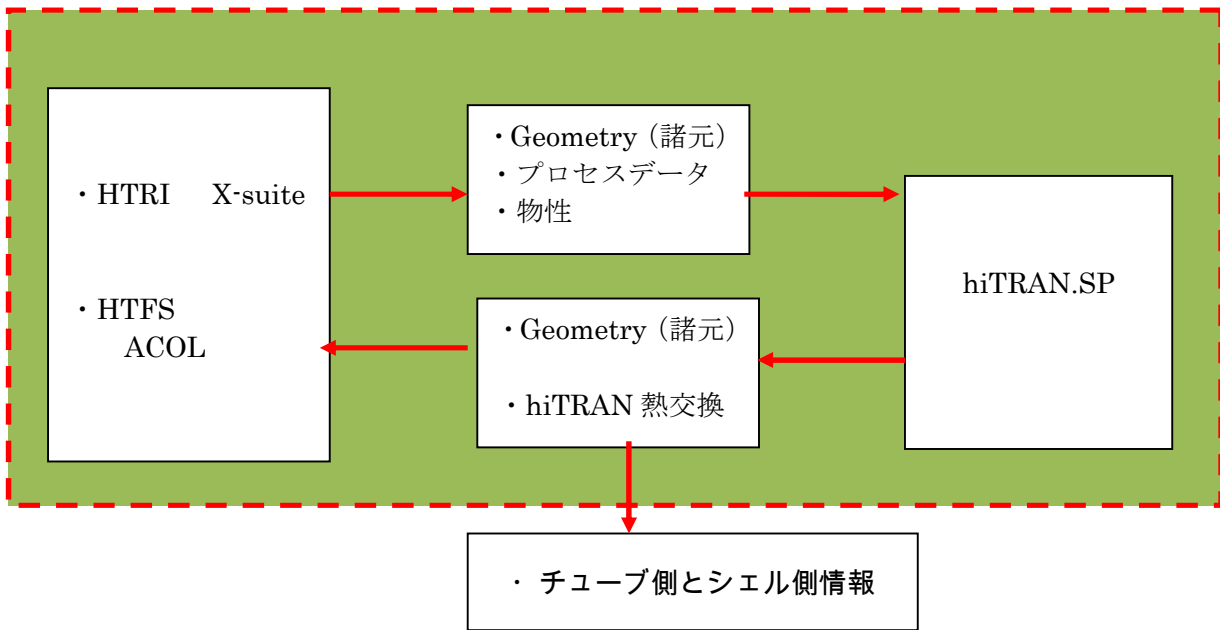 ・HTRI X-suite
・HTFS
ACOL
・Geometry（諸元）
・プロセスデータ
・物性
hiTRAN.SP
・Geometry（諸元）
・hiTRAN 熱交換
・ チューブ側とシェル側情報